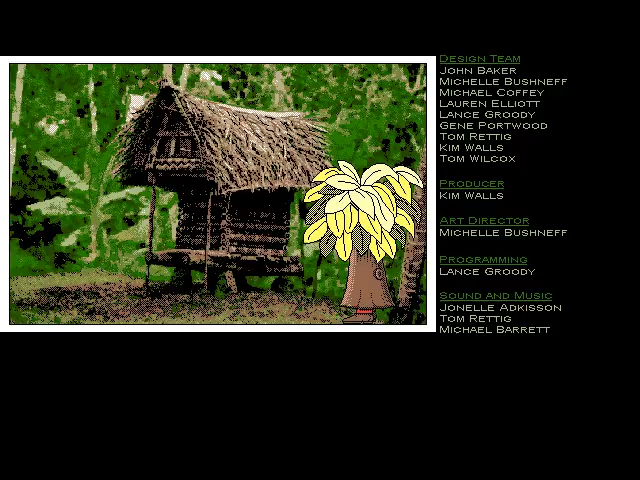 DESIGN TEAM
JOHN BAKER
MICHELLE BUSHNEFF
MICHAEL COFFEY
LAUREN ELLIOTT
LANCE GROODY
GENE PORTWOOD
TOM RETTIG
KIM WALLS
TOM WILCOX
PRODUCER
KIM WALLS
ART DIRECTOR
MICHELLE BUSHNEFF
PROGRAMMING
LANCE GROODY
SOUND AND MUSIC
JONELLE ADKISSON
TOM RETTIG
MICHAEL BARRETT